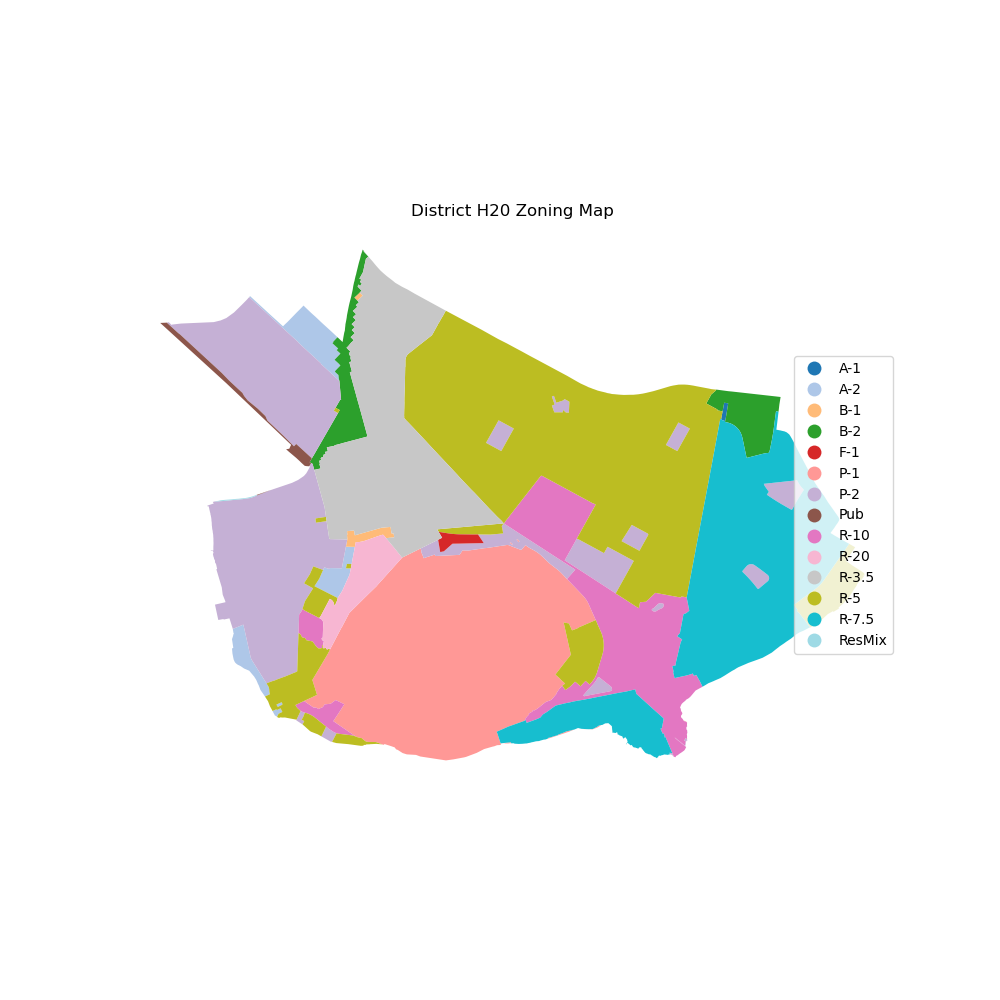 District H20 Zoning Map
A-1
A-2
B-1
B-2
F-1
P-1
P-2
Pub
R-10
R-20
R-3.5
R-5
R-7.5
ResMix